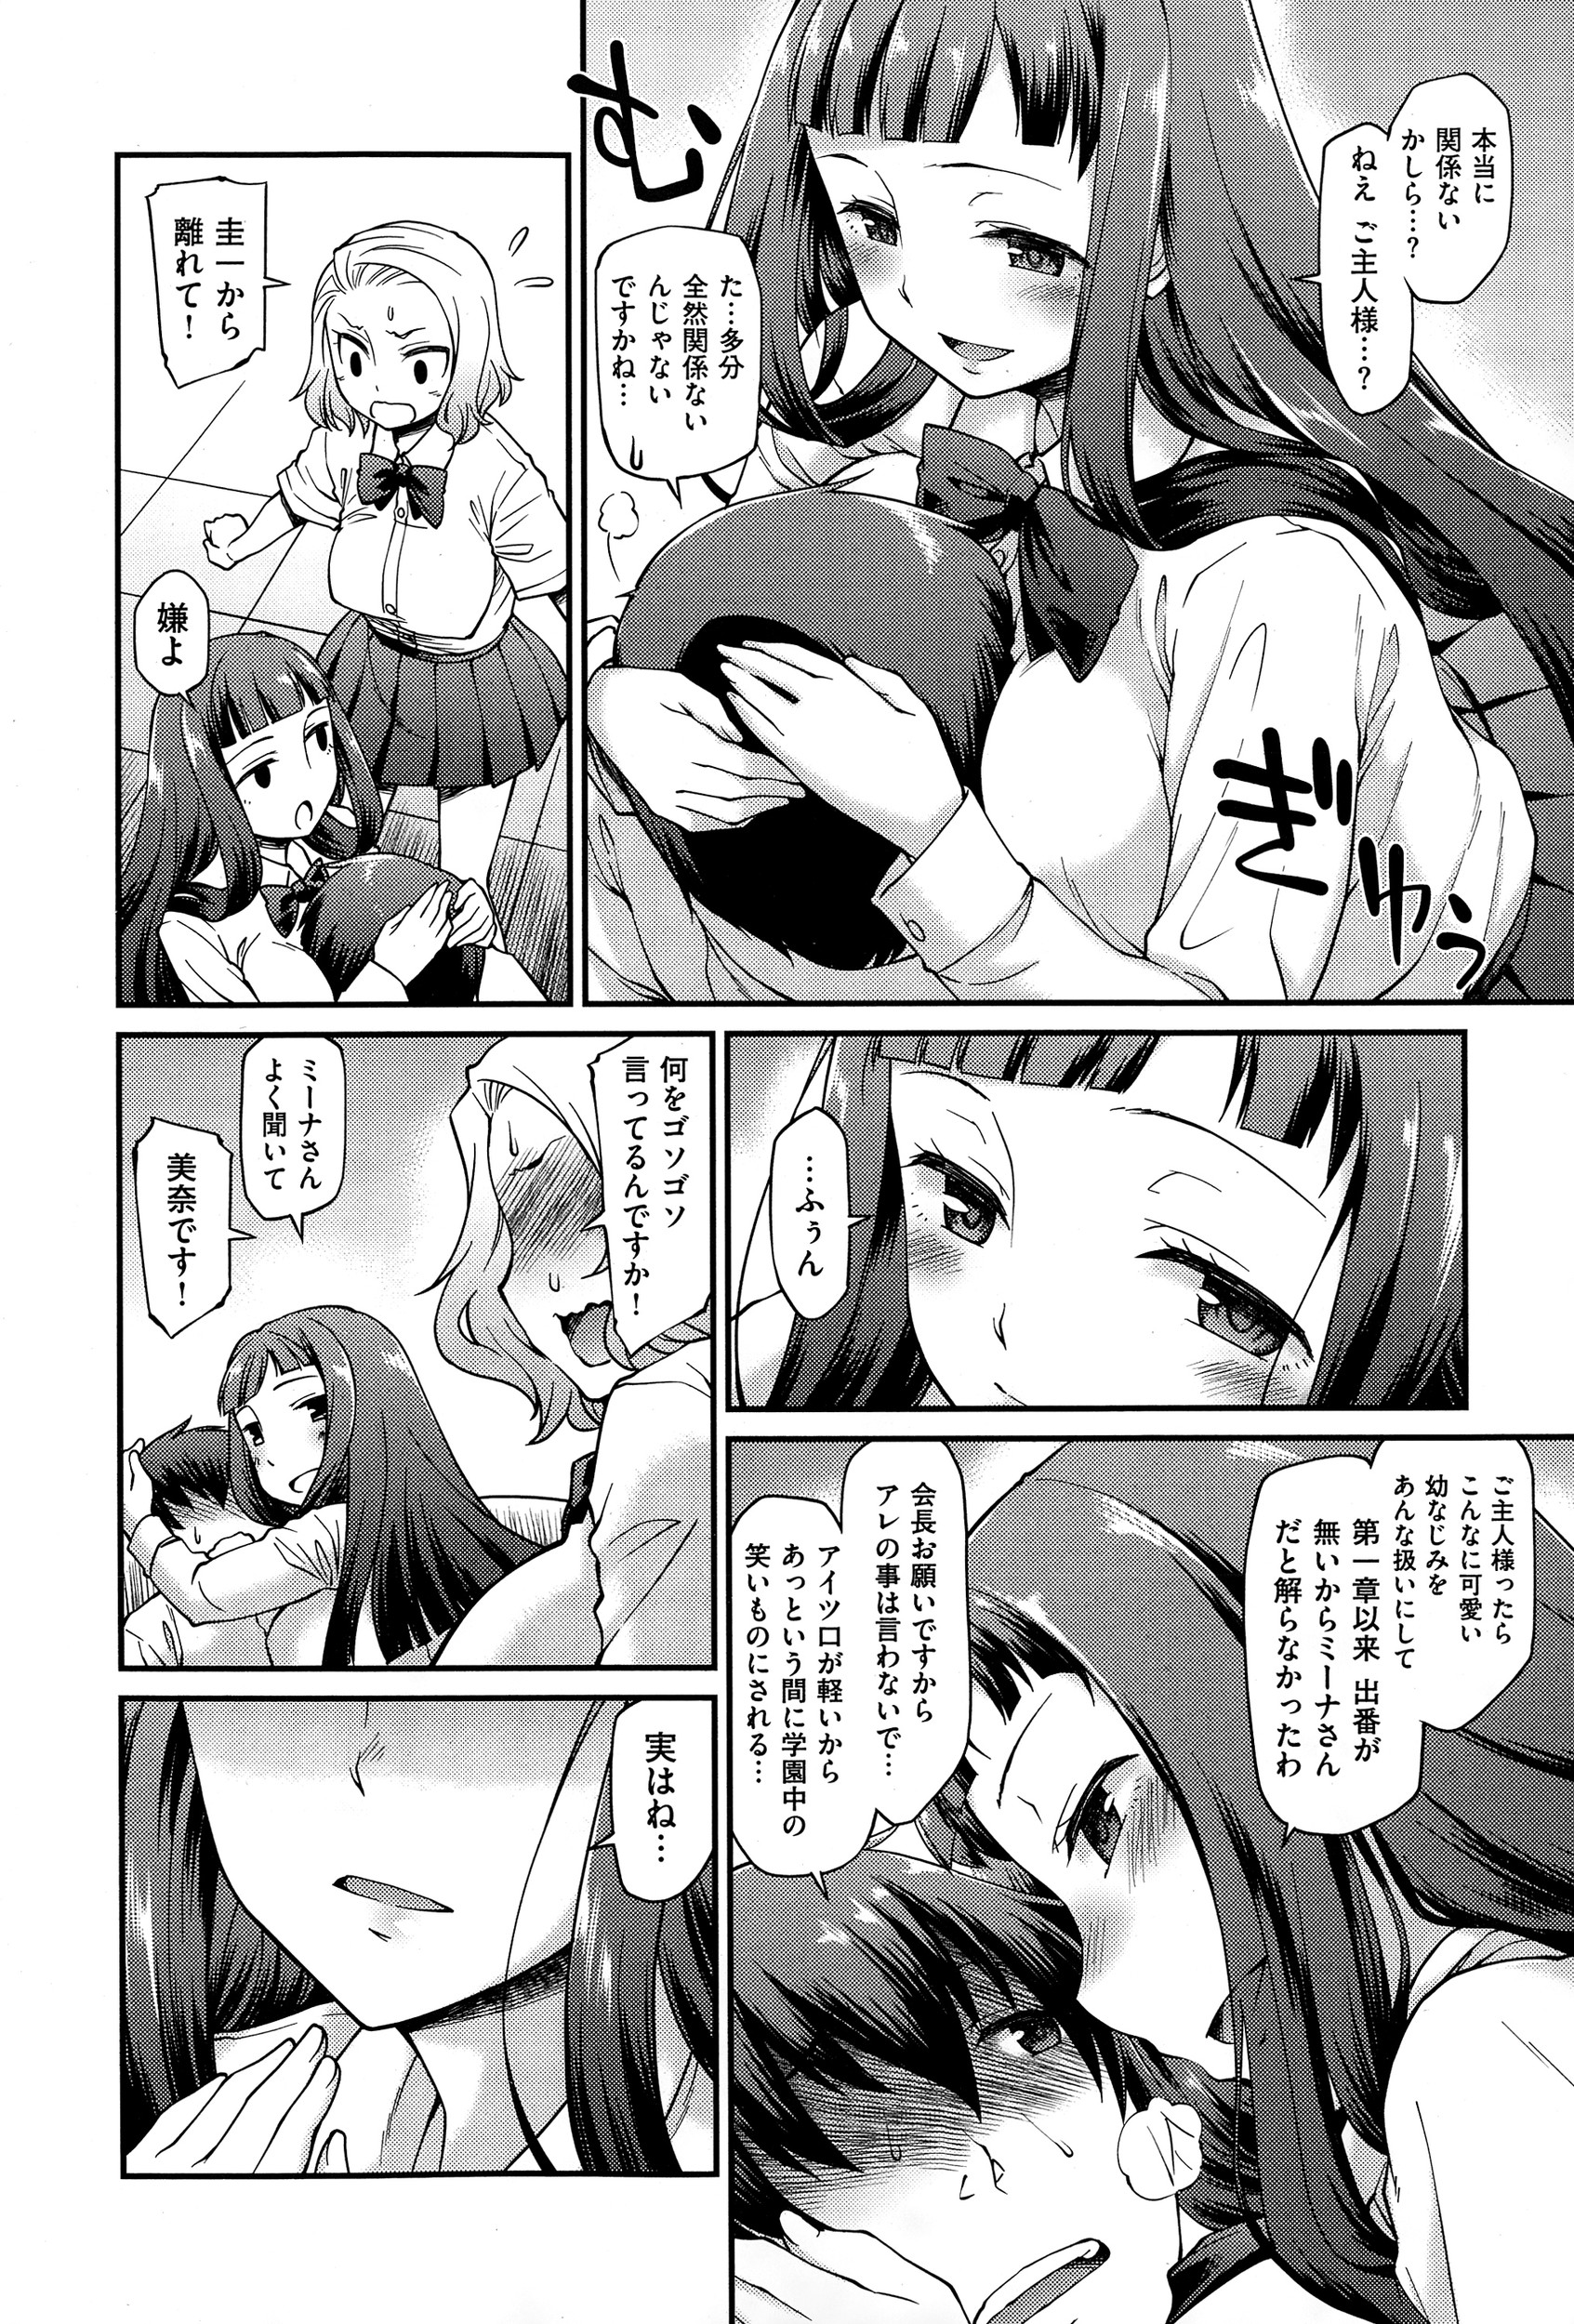 本当に
関係ない
かしら…?
ねえ ご主人様…?
む
た…多分
全然関係ない
んじゃない
ですかね…
ぎゅぅ
圭一から
離れて!
嫌よ
…ふぅん
ご主人様ったら
こんなに可愛い
幼なじみを
あんな扱いにして
第一章以来 出番が
無いからミーナさん
だと解らなかったわ
会長お願いですから
アレの事は言わないで…
アイツ口が軽いから
あっという間に学園中の
笑いものにされる…
何をゴソゴソ
言ってるんですか!
ミーナさん
よく聞いて
美奈です!
実はね…